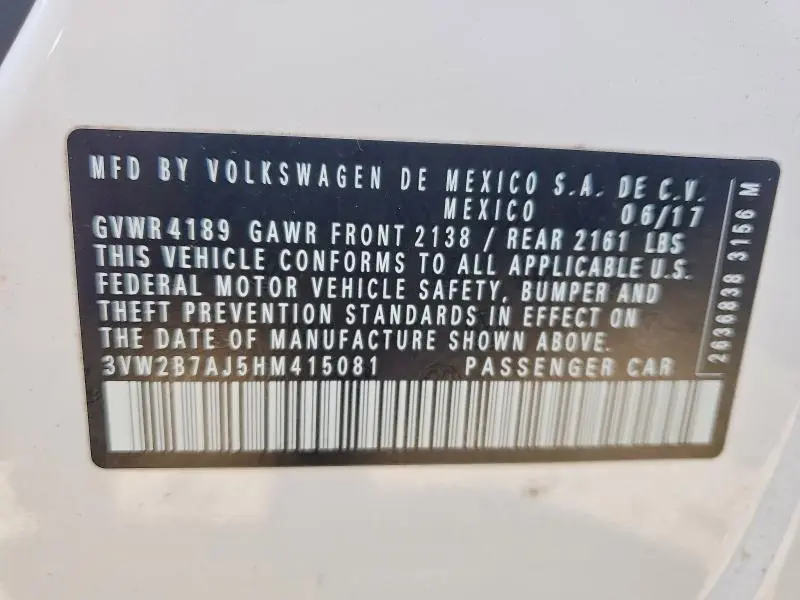 MFD BY VOLKSWAGEN DE MEXICO S.A. DE C.V.
MEXICO 06/17
GVWR4189 GAWR FRONT 2138 / REAR 2161 LBS
THIS VEHICLE CONFORMS TO ALL APPLICABLE U.S.
FEDERAL MOTOR VEHICLE SAFETY, BUMPER AND
THEFT PREVENTION STANDARDS IN EFFECT ON
THE DATE OF MANUFACTURE SHOWN ABOVE.
3VW2B7AJ5HM415081 PASSENGER CAR
2636838 3156 M